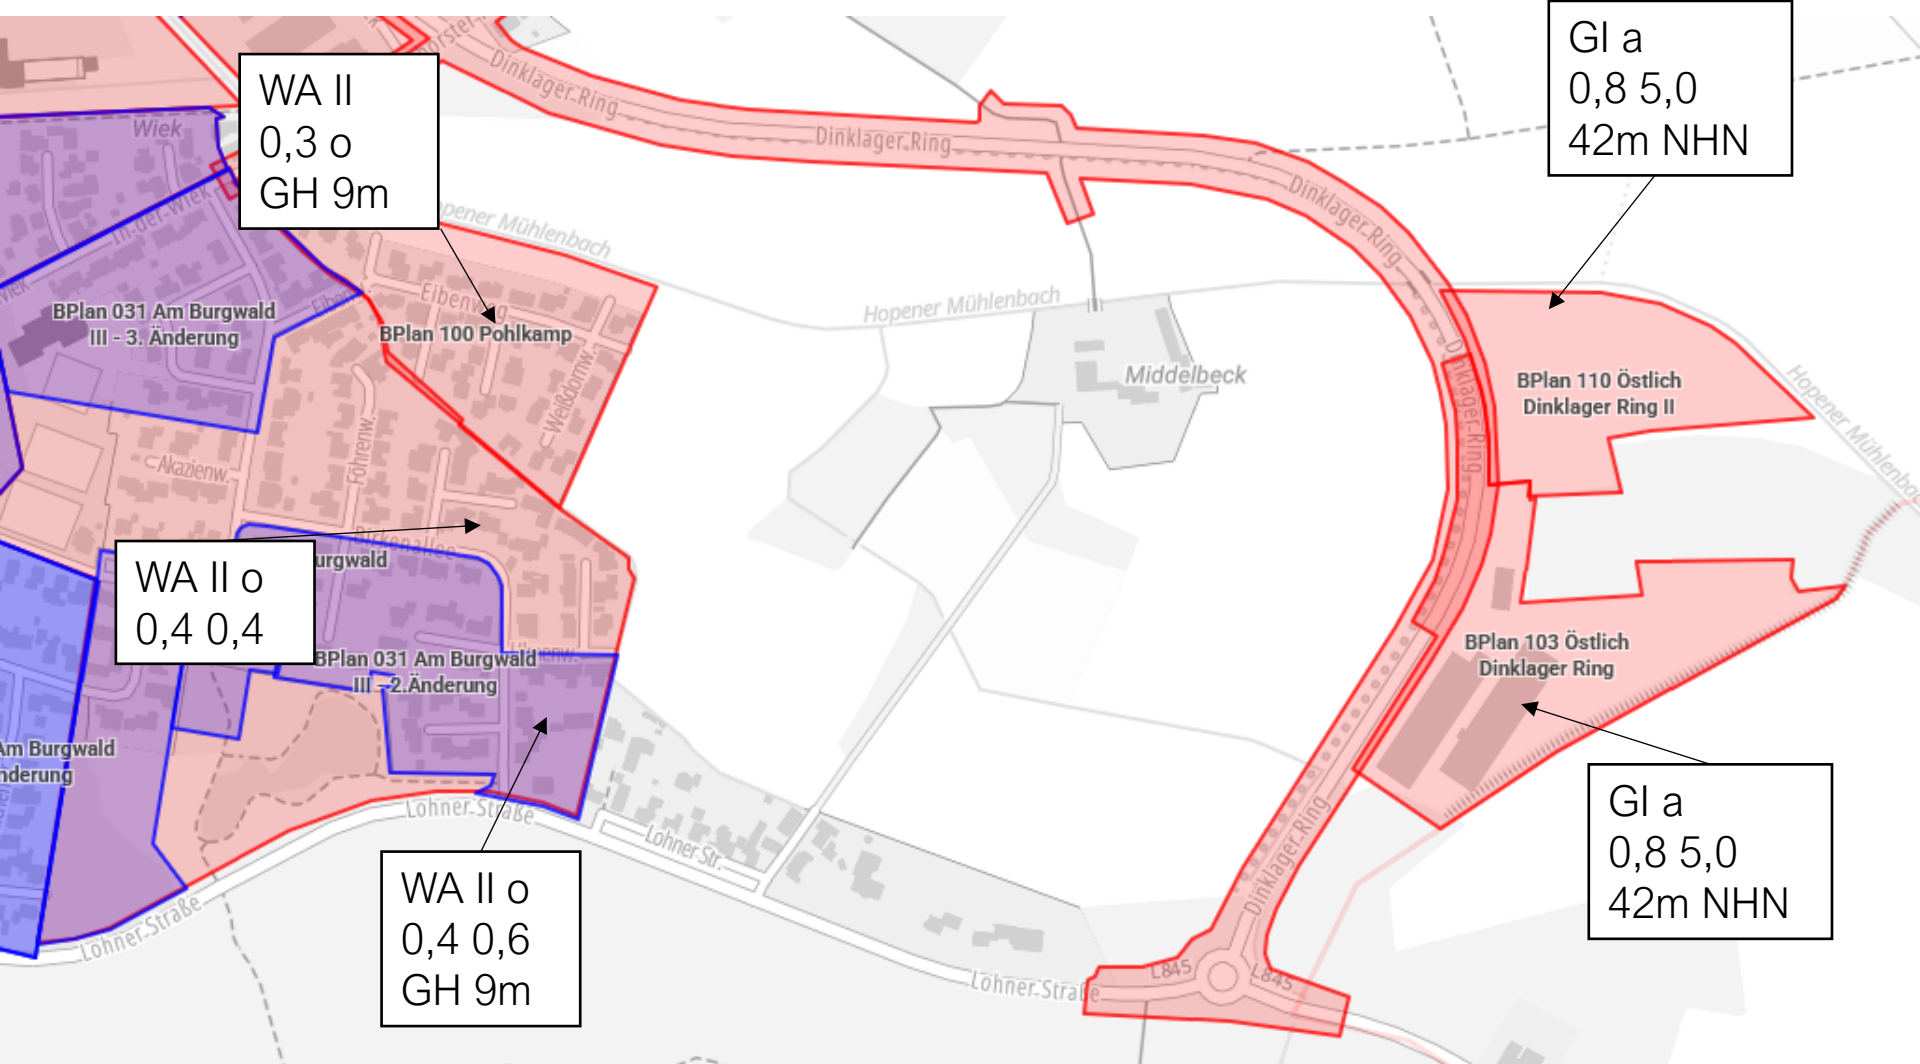 GI a
0,8 5,0
42m NHN
WA II
0,3 o
GH 9m
Dinklager-Ring
Dinklager-Ring
Dinklager-Ring
Dinklager-Ring
Dinklager-Ring
Wiek
In-der-Wiek
Hopener Mühlenbach
Hopener Mühlenbach
Eibenweg
BPlan 031 Am Burgwald
III - 3. Änderung
BPlan 100 Pohlkamp
Weißdornw.
Middelbeck
BPlan 110 Östlich
Dinklager Ring II
Föhrenw.
Akazienw.
Birkenallee
urgwald
WA II o
0,4 0,4
BPlan 031 Am Burgwald
III - 2.Änderung
BPlan 103 Östlich
Dinklager Ring
Am Burgwald
nderung
GI a
0,8 5,0
42m NHN
Lohner-Straße
Lohner-Str.
WA II o
0,4 0,6
GH 9m
Lohner-Straße
Lohner-Straße
L845
L845